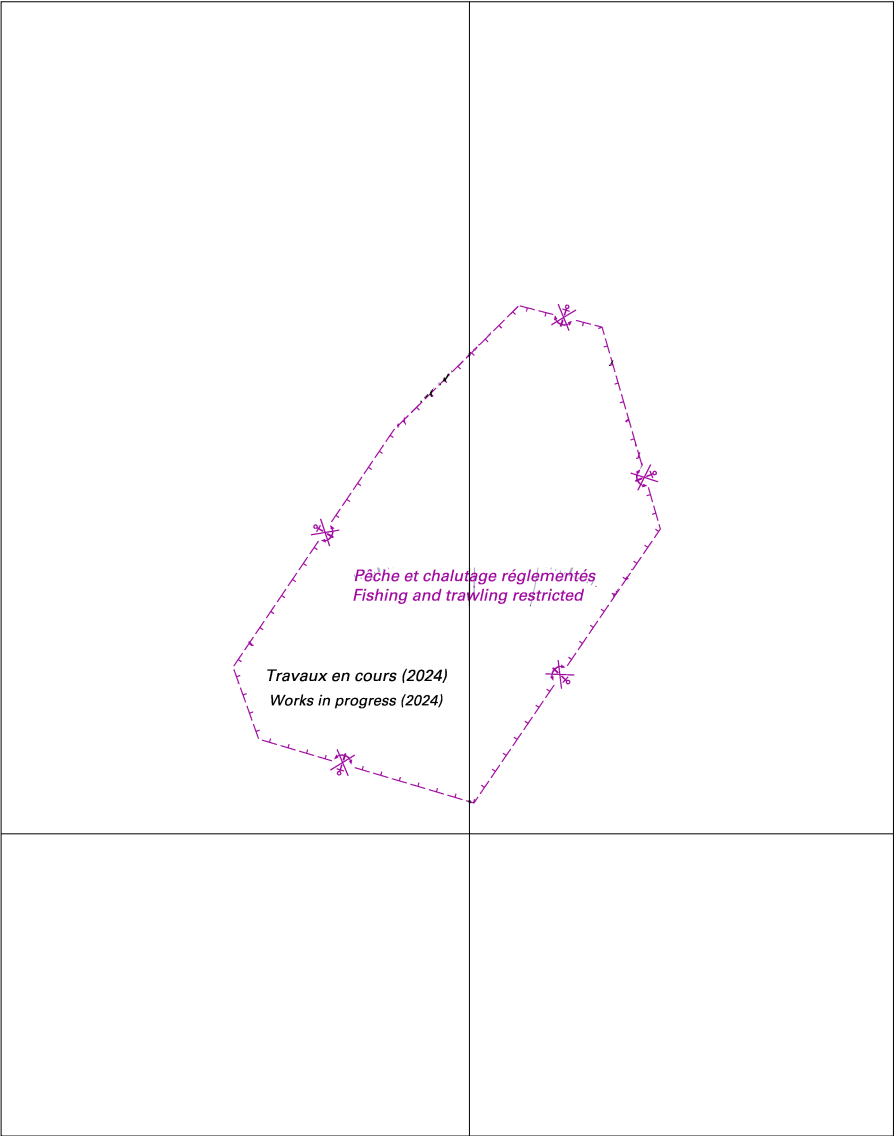 Pêche et chalutage réglementés
Fishing and trawling restricted
Travaux en cours (2024)
Works in progress (2024)